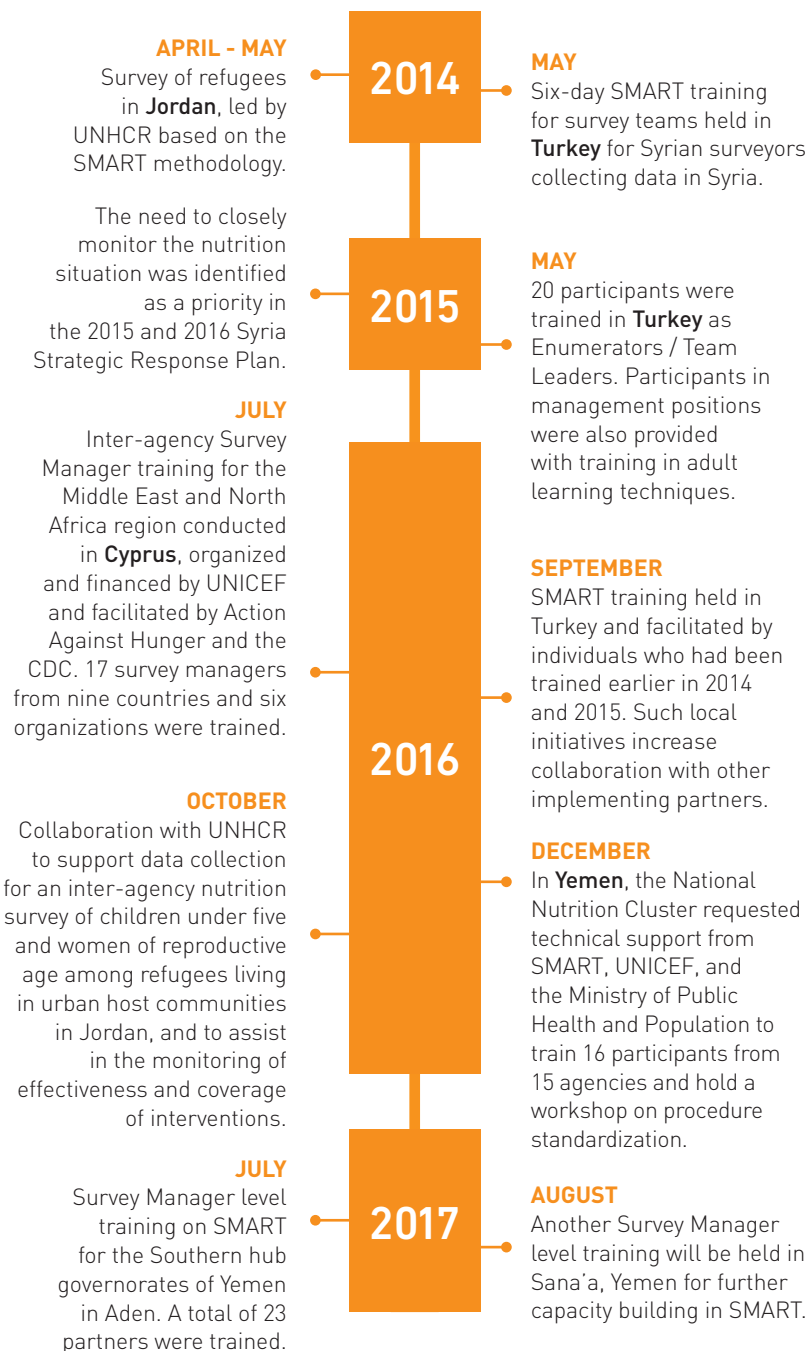 2014
APRIL - MAY
Survey of refugees
in Jordan, led by
UNHCR based on the
SMART methodology.
MAY
Six-day SMART training
for survey teams held in
Turkey for Syrian surveyors
collecting data in Syria.
2015
The need to closely
monitor the nutrition
situation was identified
as a priority in
the 2015 and 2016 Syria
Strategic Response Plan.
MAY
20 participants were
trained in Turkey as
Enumerators / Team
Leaders. Participants in
management positions
were also provided
with training in adult
learning techniques.
2016
JULY
Inter-agency Survey
Manager training for the
Middle East and North
Africa region conducted
in Cyprus, organized
and financed by UNICEF
and facilitated by Action
Against Hunger and the
CDC. 17 survey managers
from nine countries and six
organizations were trained.
SEPTEMBER
SMART training held in
Turkey and facilitated by
individuals who had been
trained earlier in 2014
and 2015. Such local
initiatives increase
collaboration with other
implementing partners.
OCTOBER
Collaboration with UNHCR
to support data collection
for an inter-agency nutrition
survey of children under five
and women of reproductive
age among refugees living
in urban host communities
in Jordan, and to assist
in the monitoring of
effectiveness and coverage
of interventions.
DECEMBER
In Yemen, the National
Nutrition Cluster requested
technical support from
SMART, UNICEF, and
the Ministry of Public
Health and Population to
train 16 participants from
15 agencies and hold a
workshop on procedure
standardization.
2017
JULY
Survey Manager level
training on SMART
for the Southern hub
governorates of Yemen
in Aden. A total of 23
partners were trained.
AUGUST
Another Survey Manager
level training will be held in
Sana’a, Yemen for further
capacity building in SMART.